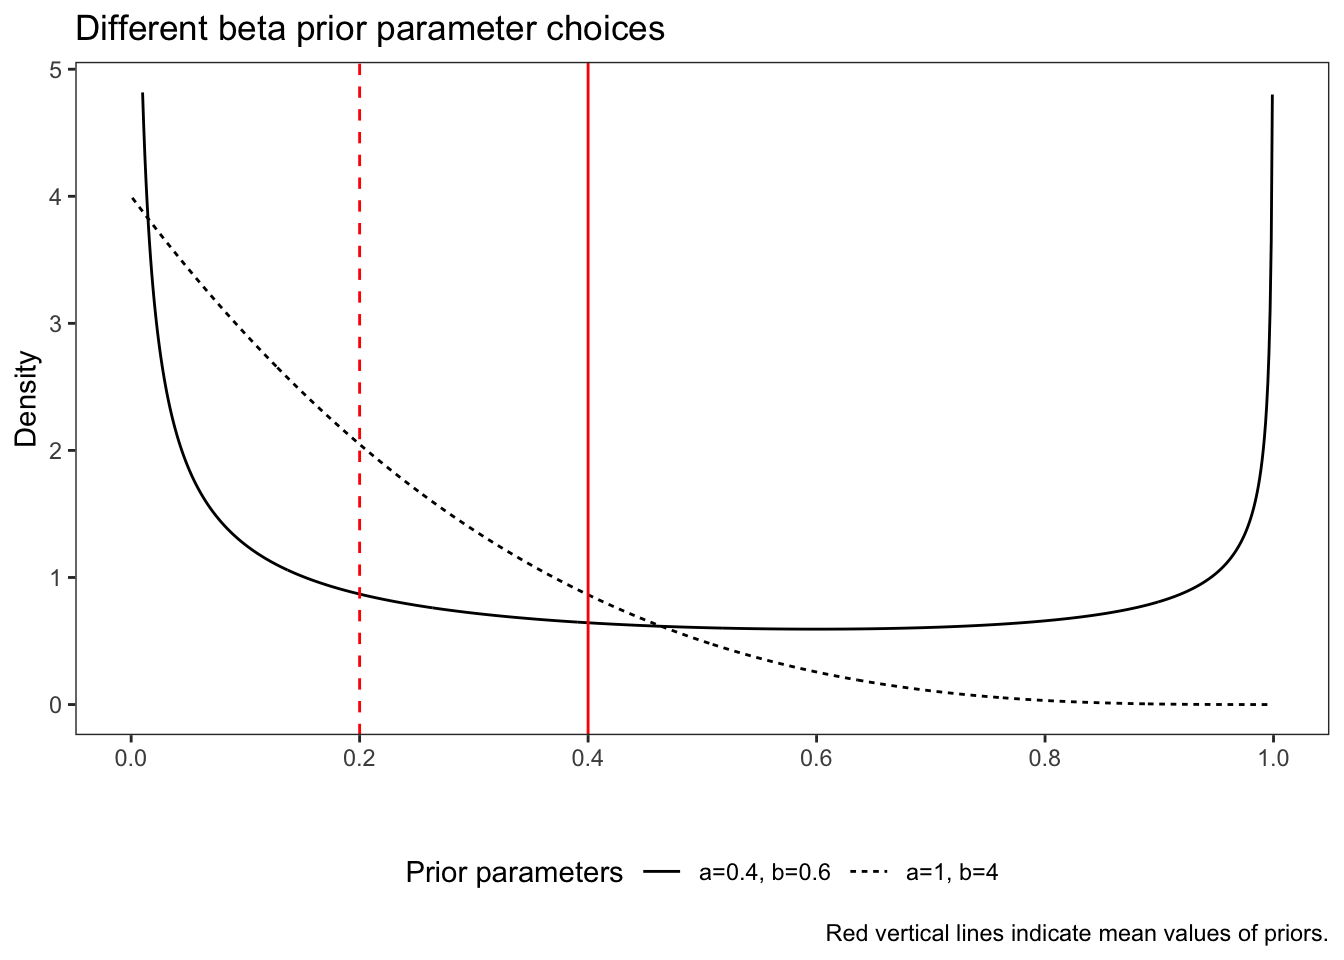 Different beta prior parameter choices
5
4
3
2
1
0
Density
0.0 0.2 0.4 0.6 0.8 1.0
Prior parameters a=0.4, b=0.6 a=1, b=4
Red vertical lines indicate mean values of priors.